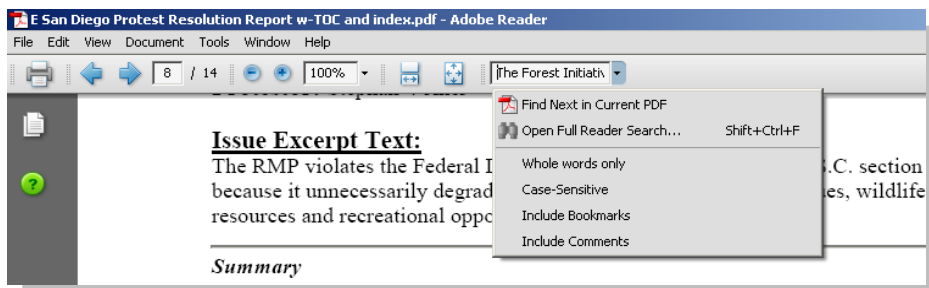 E San Diego Protest Resolution Report w-TOC and index.pdf - Adobe Reader
File Edit View Document Tools Window Help
8 / 14 100% The Forest Initiativ
Find Next in Current PDF
Open Full Reader Search... Shift+Ctrl+F
Whole words only
Case-Sensitive
Include Bookmarks
Include Comments
Issue Excerpt Text:
The RMP violates the Federal .C. section
because it unnecessarily degrad es, wildlife
resources and recreational oppo
Summary